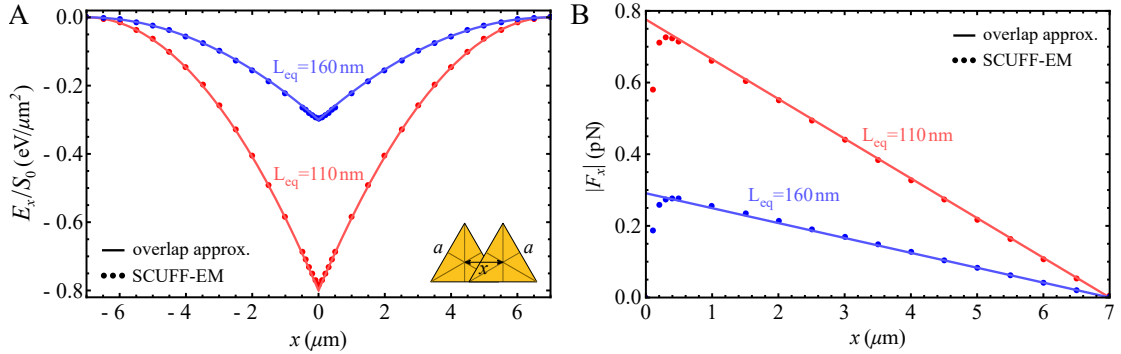 A
E_x/S_0 (eV/μm²)
0.0
- 0.2
- 0.4
- 0.6
- 0.8
L_eq=160 nm
L_eq=110 nm
overlap approx.
SCUFF-EM
a
a
x
- 6
- 4
- 2
0
2
4
6
x (μm)
B
|F_x| (pN)
0.8
0.6
0.4
0.2
0.0
overlap approx.
SCUFF-EM
L_eq=110 nm
L_eq=160 nm
0
1
2
3
4
5
6
7
x (μm)